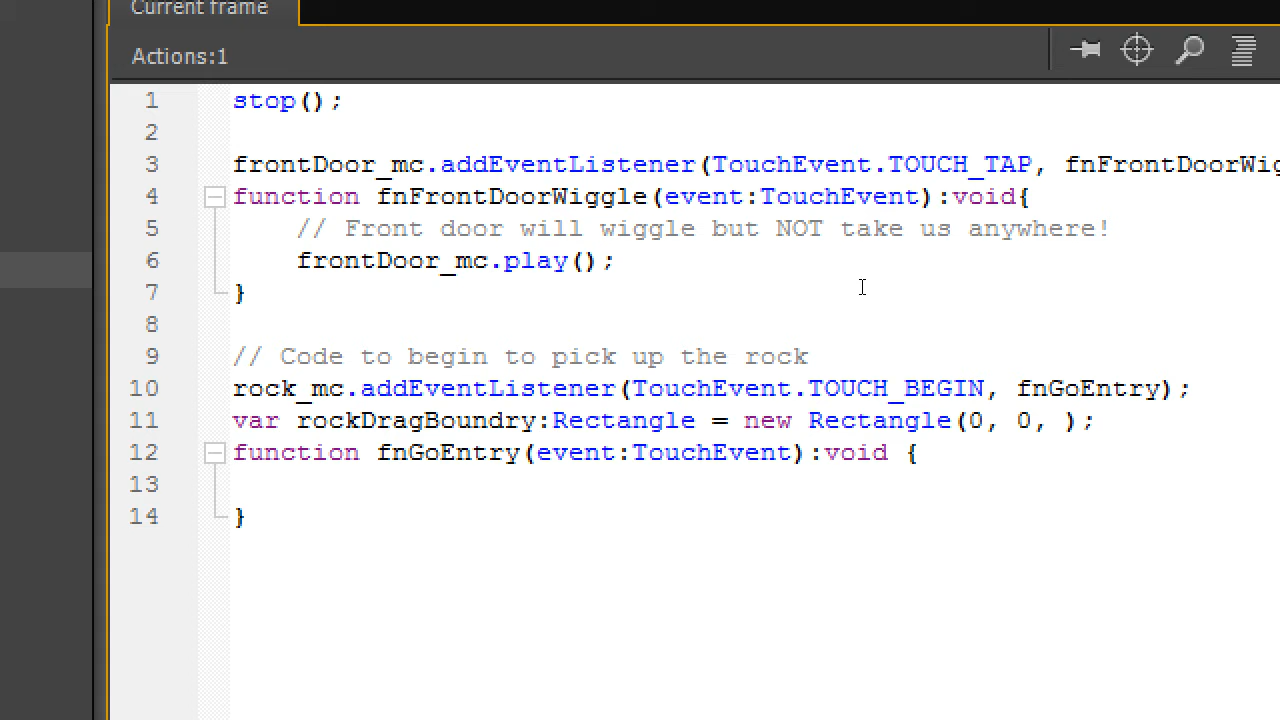 Current frame
Actions:1
1 stop();
2
3 frontDoor_mc.addEventListener(TouchEvent.TOUCH_TAP, fnFrontDoorWig
4 function fnFrontDoorWiggle(event:TouchEvent):void{
5 // Front door will wiggle but NOT take us anywhere!
6 frontDoor_mc.play();
7 }
8
9 // Code to begin to pick up the rock
10 rock_mc.addEventListener(TouchEvent.TOUCH_BEGIN, fnGoEntry);
11 var rockDragBoundry:Rectangle = new Rectangle(0, 0, );
12 function fnGoEntry(event:TouchEvent):void {
13
14 }